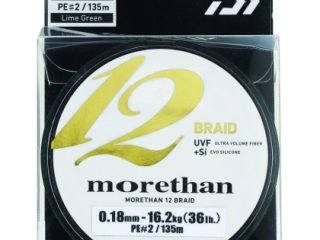 PE#2/135m
Lime Green
12
BRAID
UVF ULTRA VOLUME FIBER
+Si EVO SILICONE
morethan
MORETHAN 12 BRAID
0.18mm-16.2kg(36lb.)
PE#2/135m